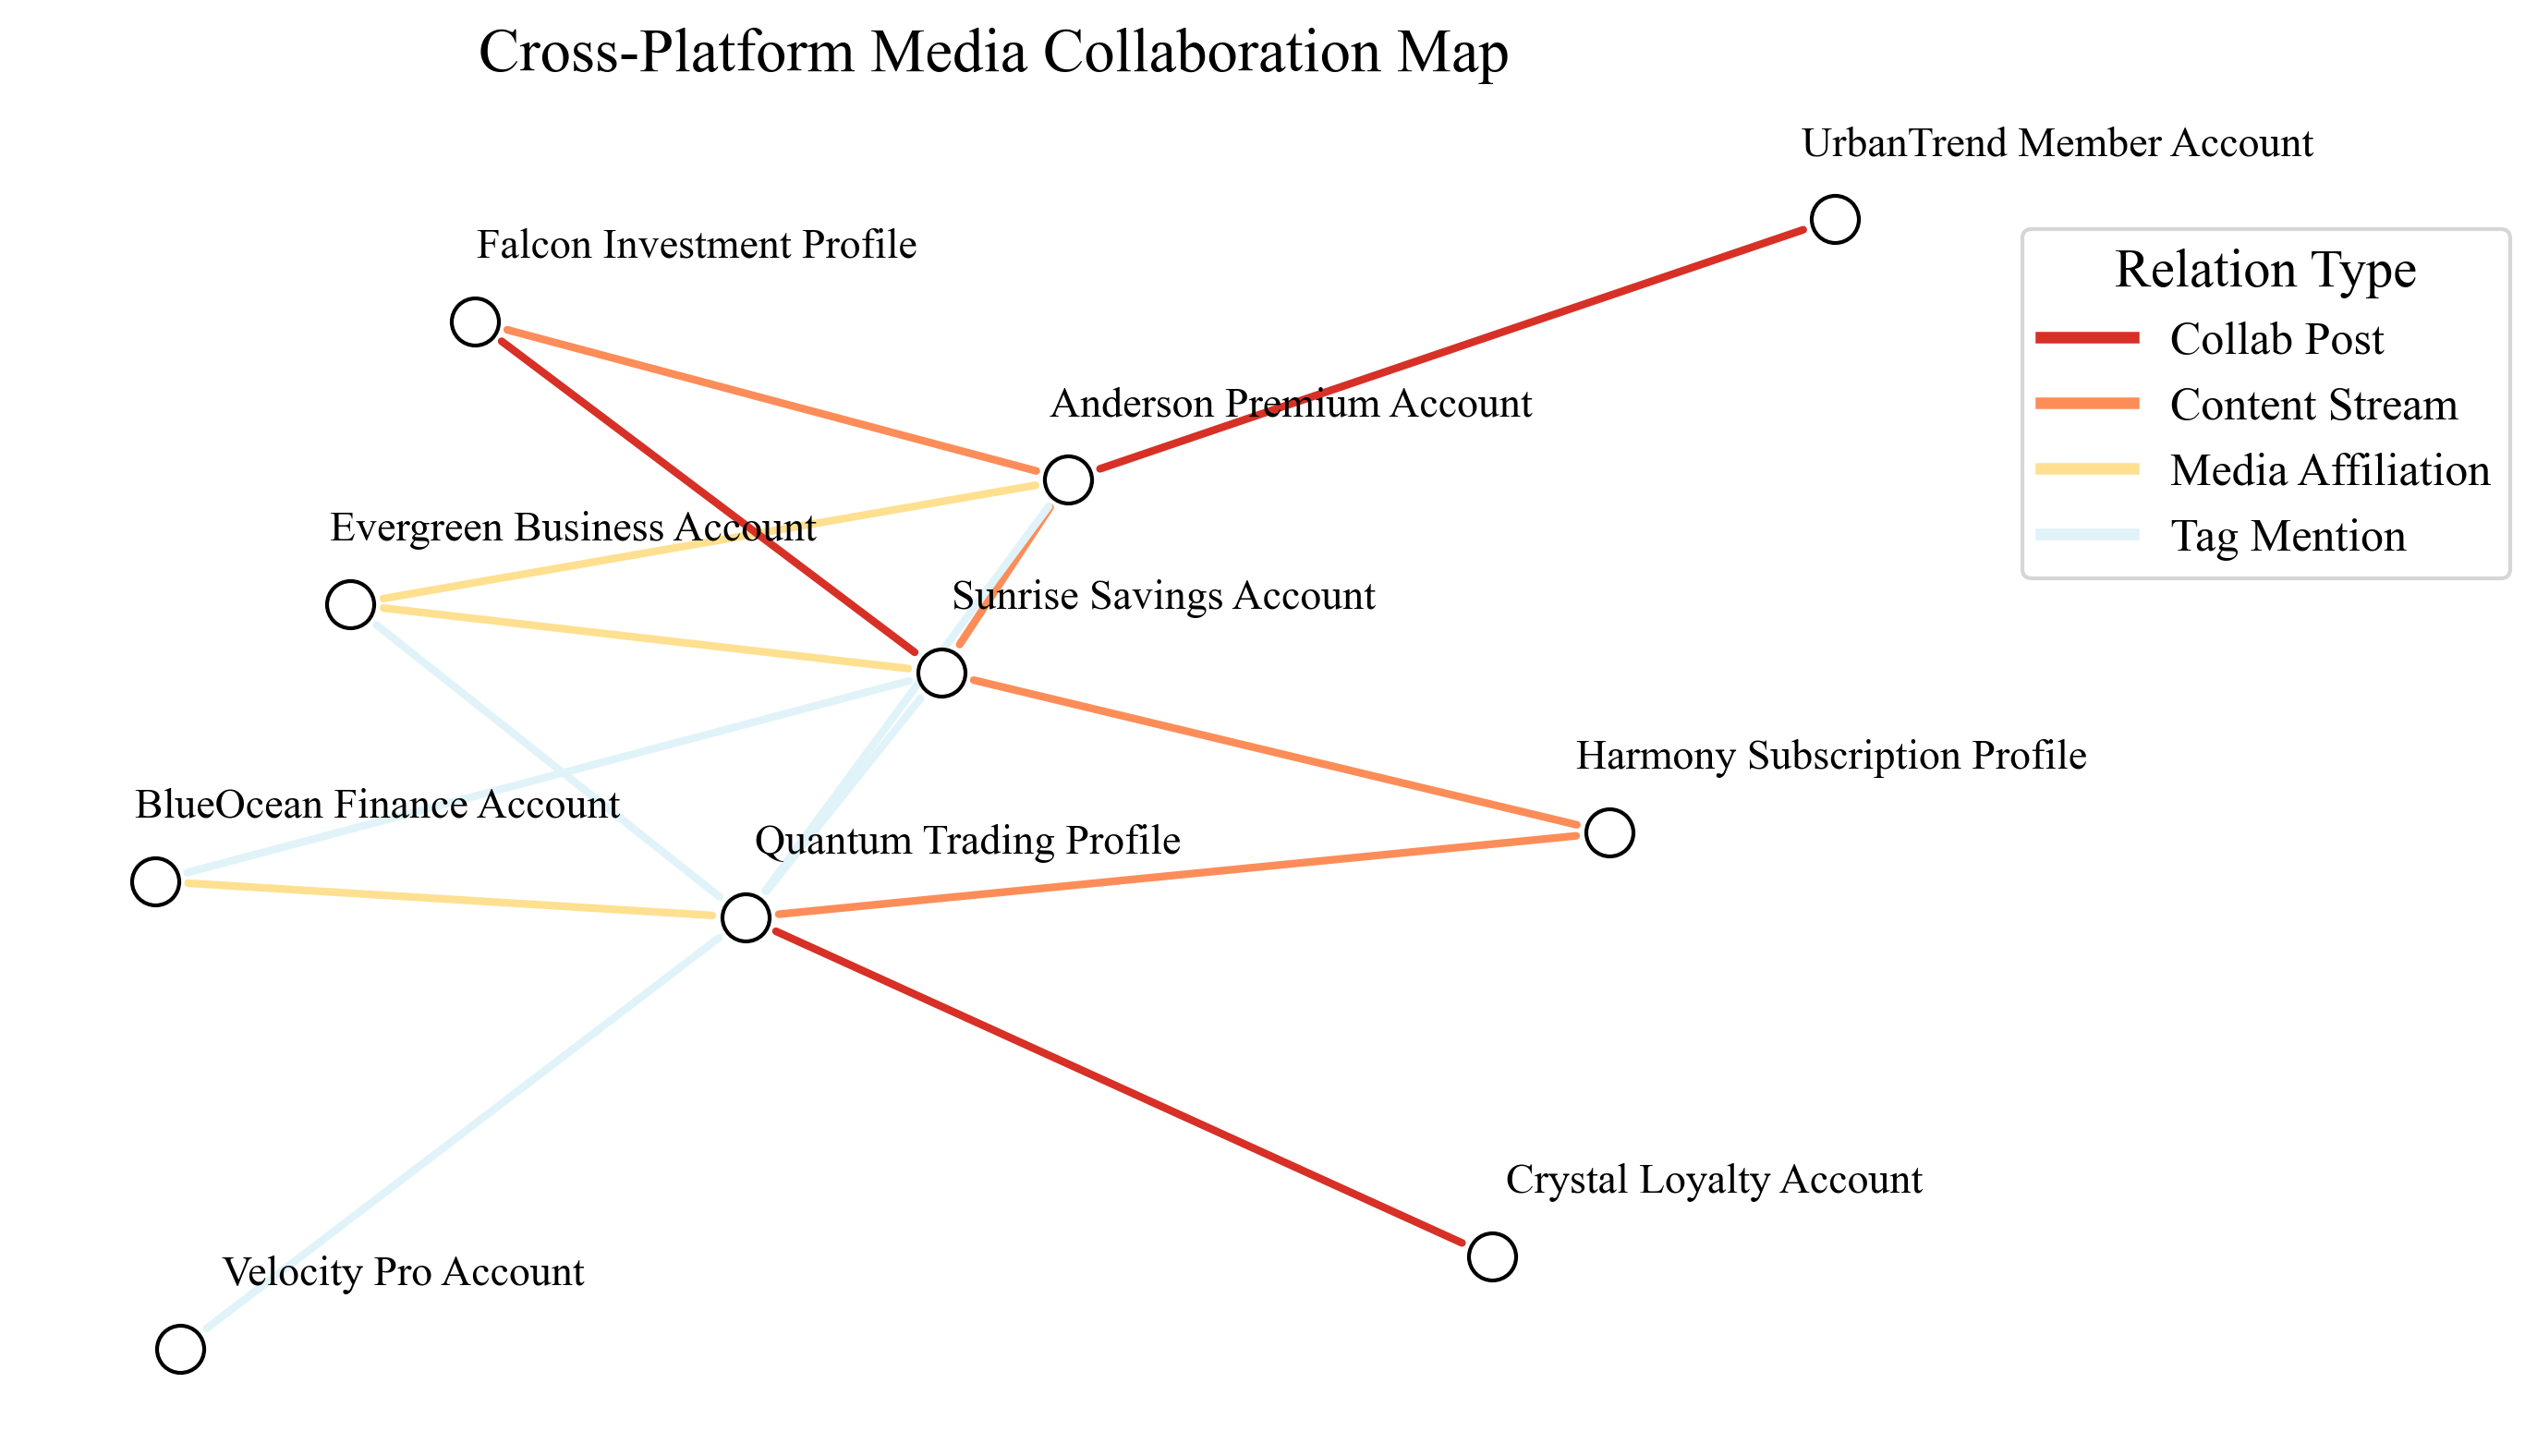 Cross-Platform Media Collaboration Map
UrbanTrend Member Account
Falcon Investment Profile
Relation Type
Collab Post
Content Stream
Media Affiliation
Tag Mention
Anderson Premium Account
Evergreen Business Account
Sunrise Savings Account
Harmony Subscription Profile
BlueOcean Finance Account
Quantum Trading Profile
Crystal Loyalty Account
Velocity Pro Account